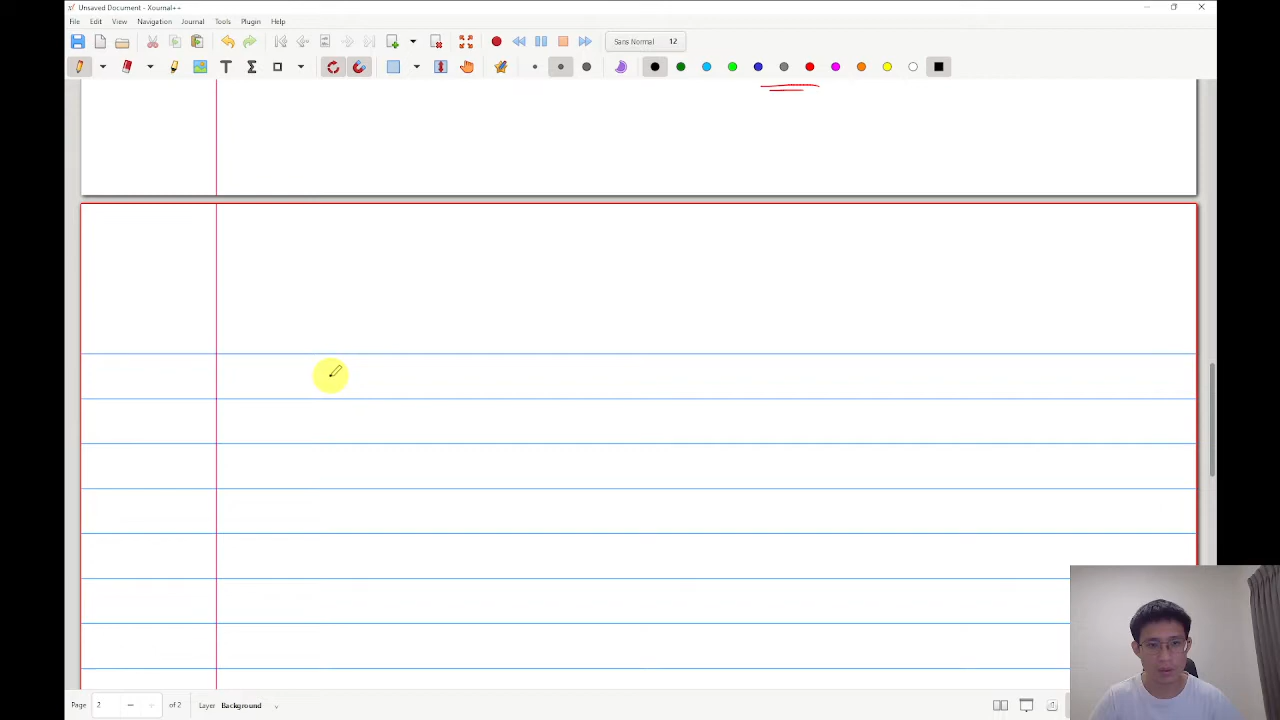 Unsaved Document - Xournal++
File Edit View Navigation Journal Tools Plugin Help
Sans Normal 12
Page 2 of 2 Layer Background